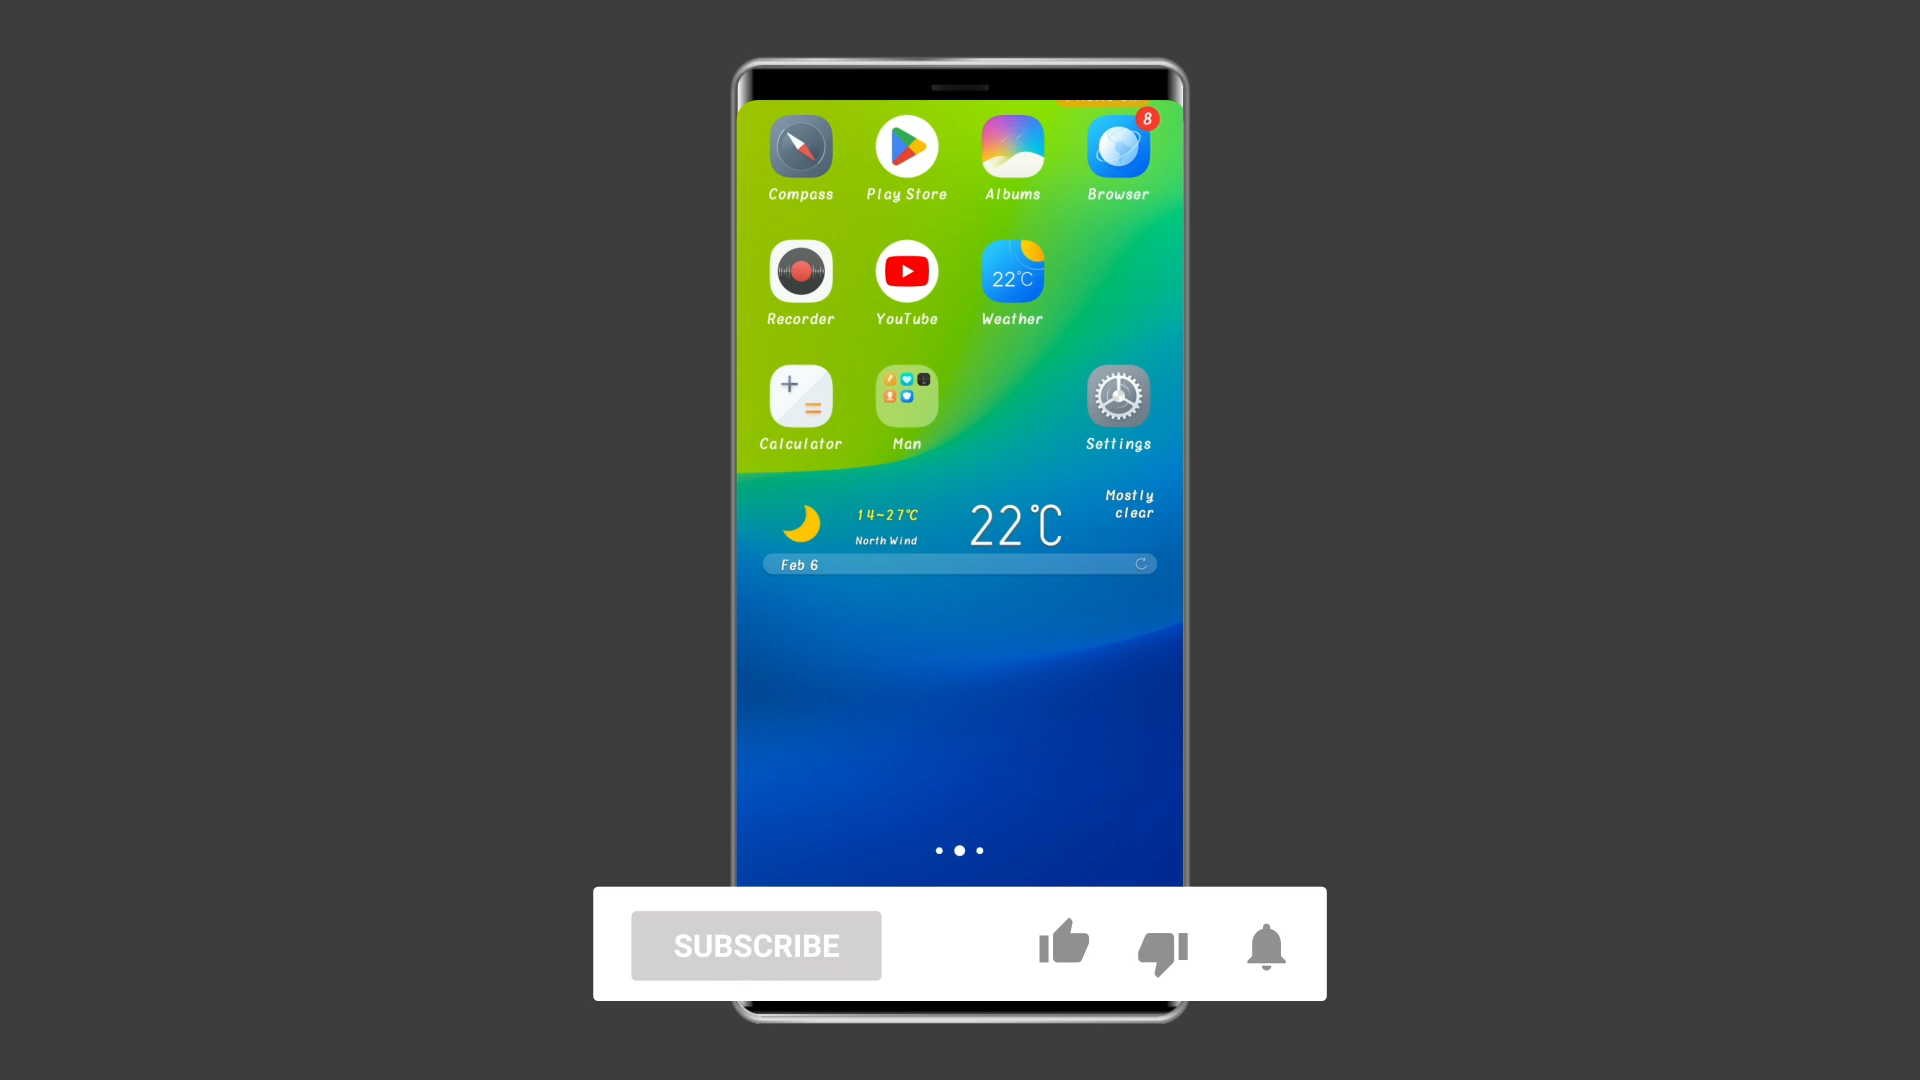 8
Compass
Play Store
Albums
Browser
22°C
Recorder
YouTube
Weather
Calculator
Man
Settings
14~27°C
North Wind
22°C
Mostly
clear
Feb 6
SUBSCRIBE